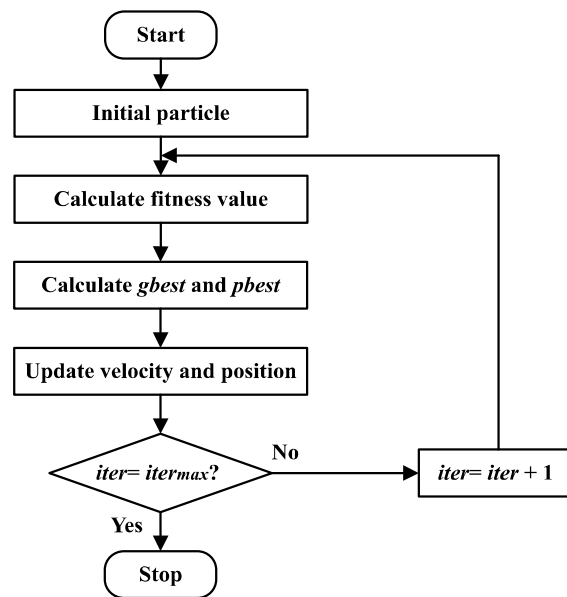 Start
Initial particle
Calculate fitness value
Calculate gbest and pbest
Update velocity and position
iter= itermax?
No
iter= iter + 1
Yes
Stop